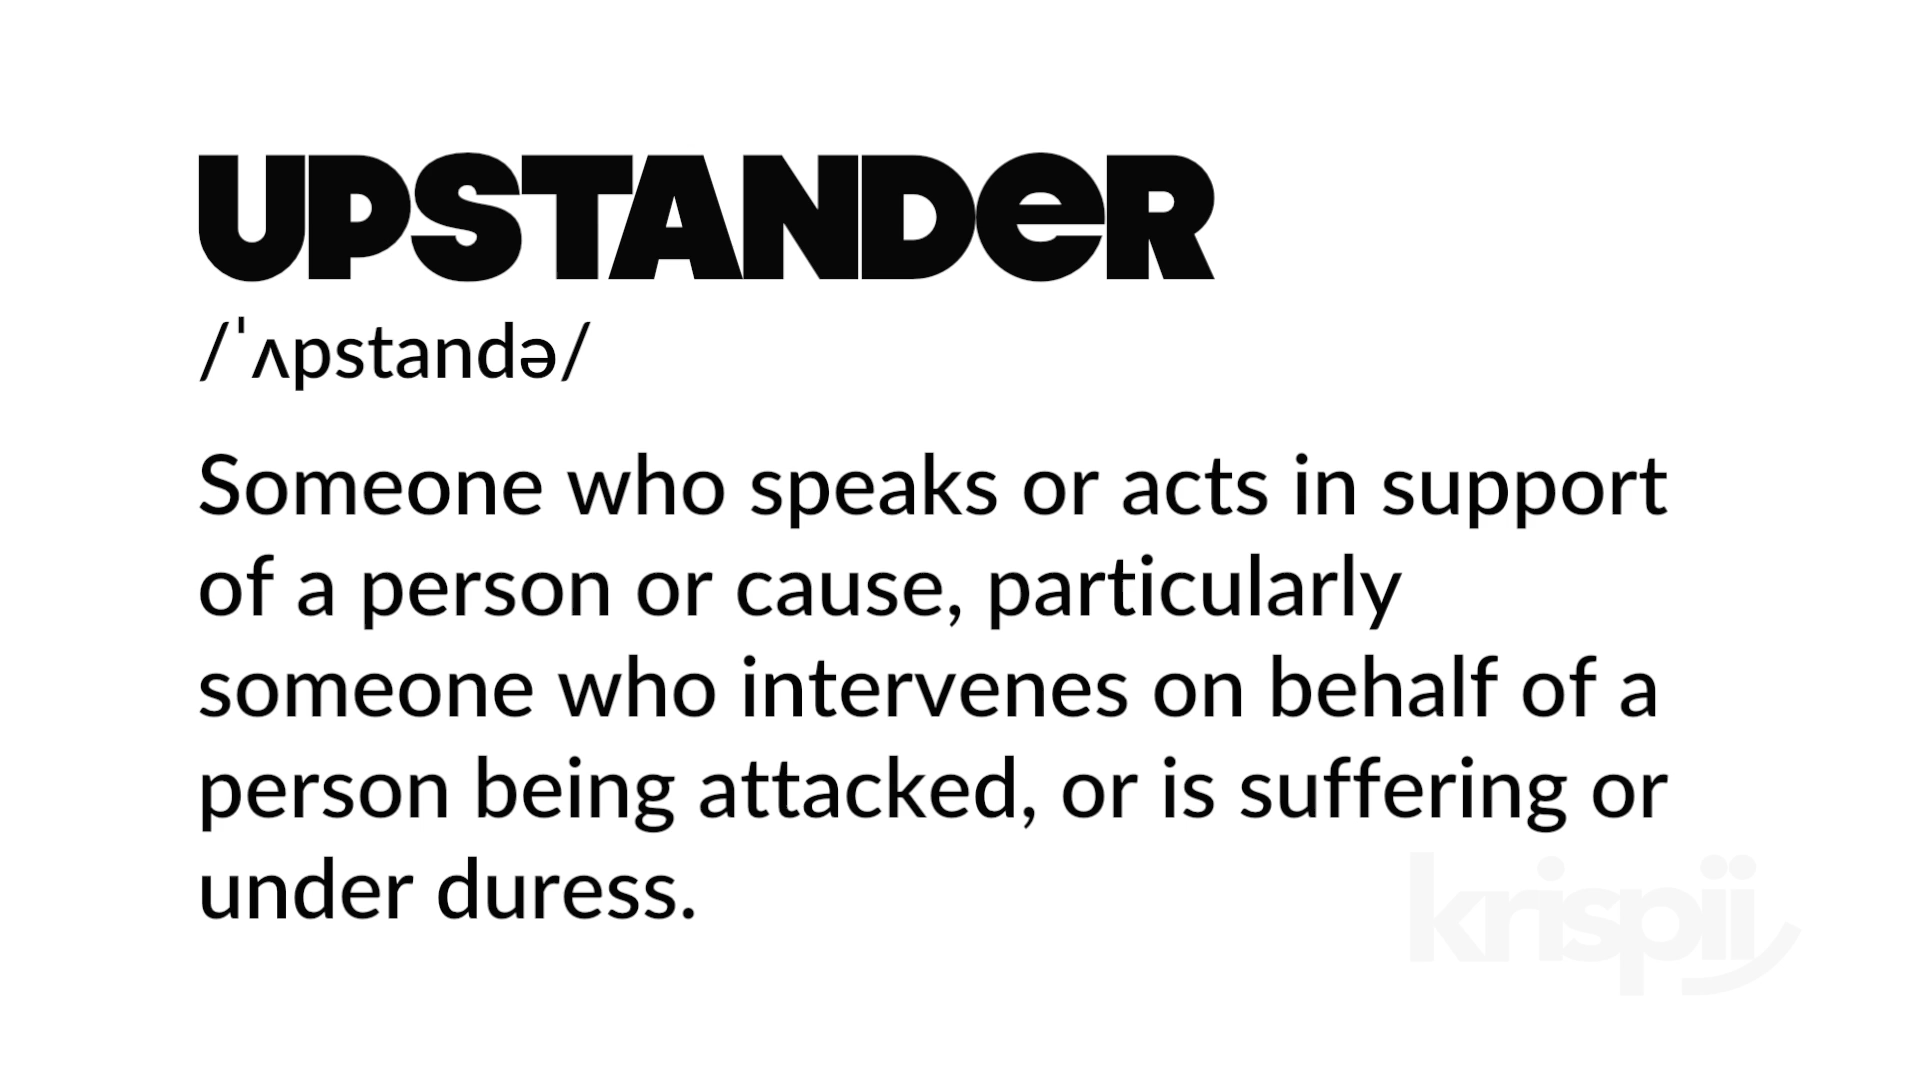 UPSTANDER
/ˈʌpstandə/
Someone who speaks or acts in support
of a person or cause, particularly
someone who intervenes on behalf of a
person being attacked, or is suffering or
under duress.
krispii